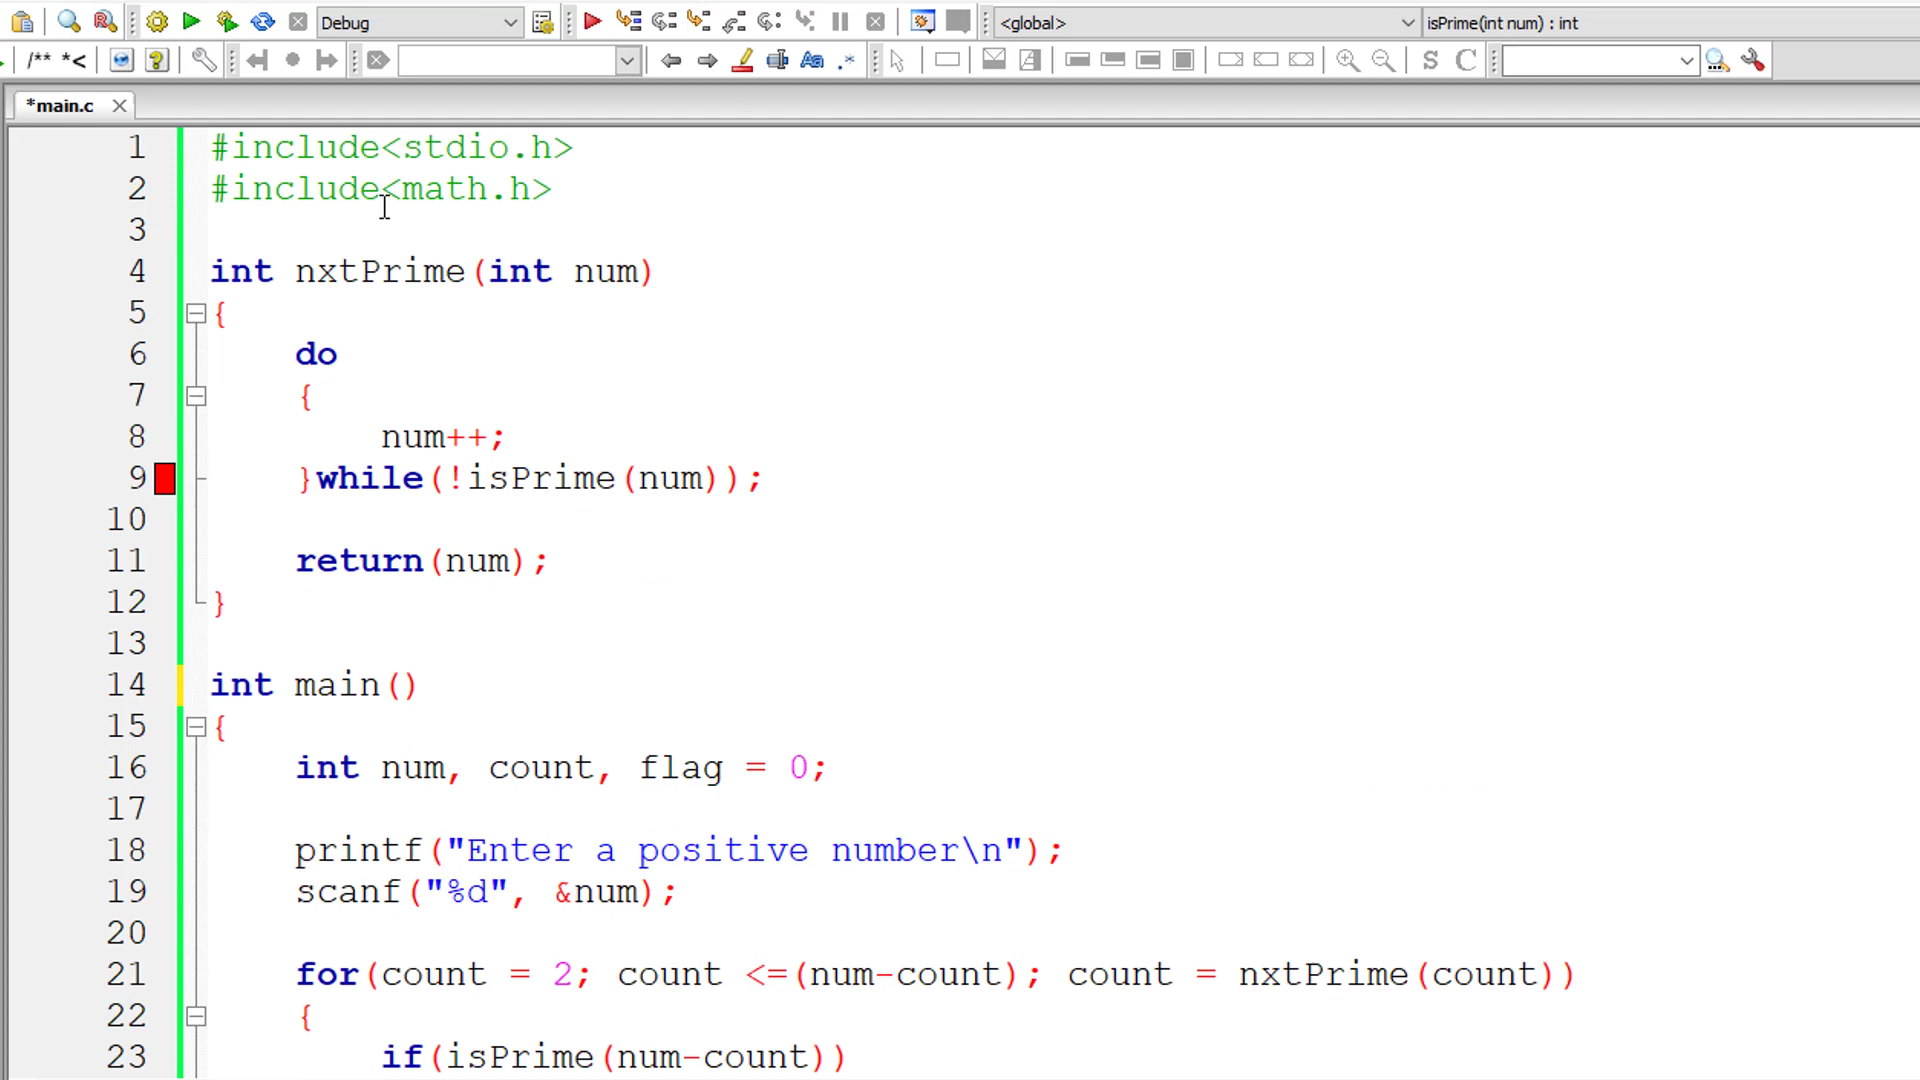 Debug
<global>
isPrime(int num) : int
/** *<
Aa
.*
S
C
*main.c
1 #include<stdio.h>
2 #include<math.h>
3
4 int nxtPrime(int num)
5 {
6 do
7 {
8 num++;
9 }while(!isPrime(num));
10
11 return(num);
12 }
13
14 int main()
15 {
16 int num, count, flag = 0;
17
18 printf("Enter a positive number\n");
19 scanf("%d", &num);
20
21 for(count = 2; count <=(num-count); count = nxtPrime(count))
22 {
23 if(isPrime(num-count))